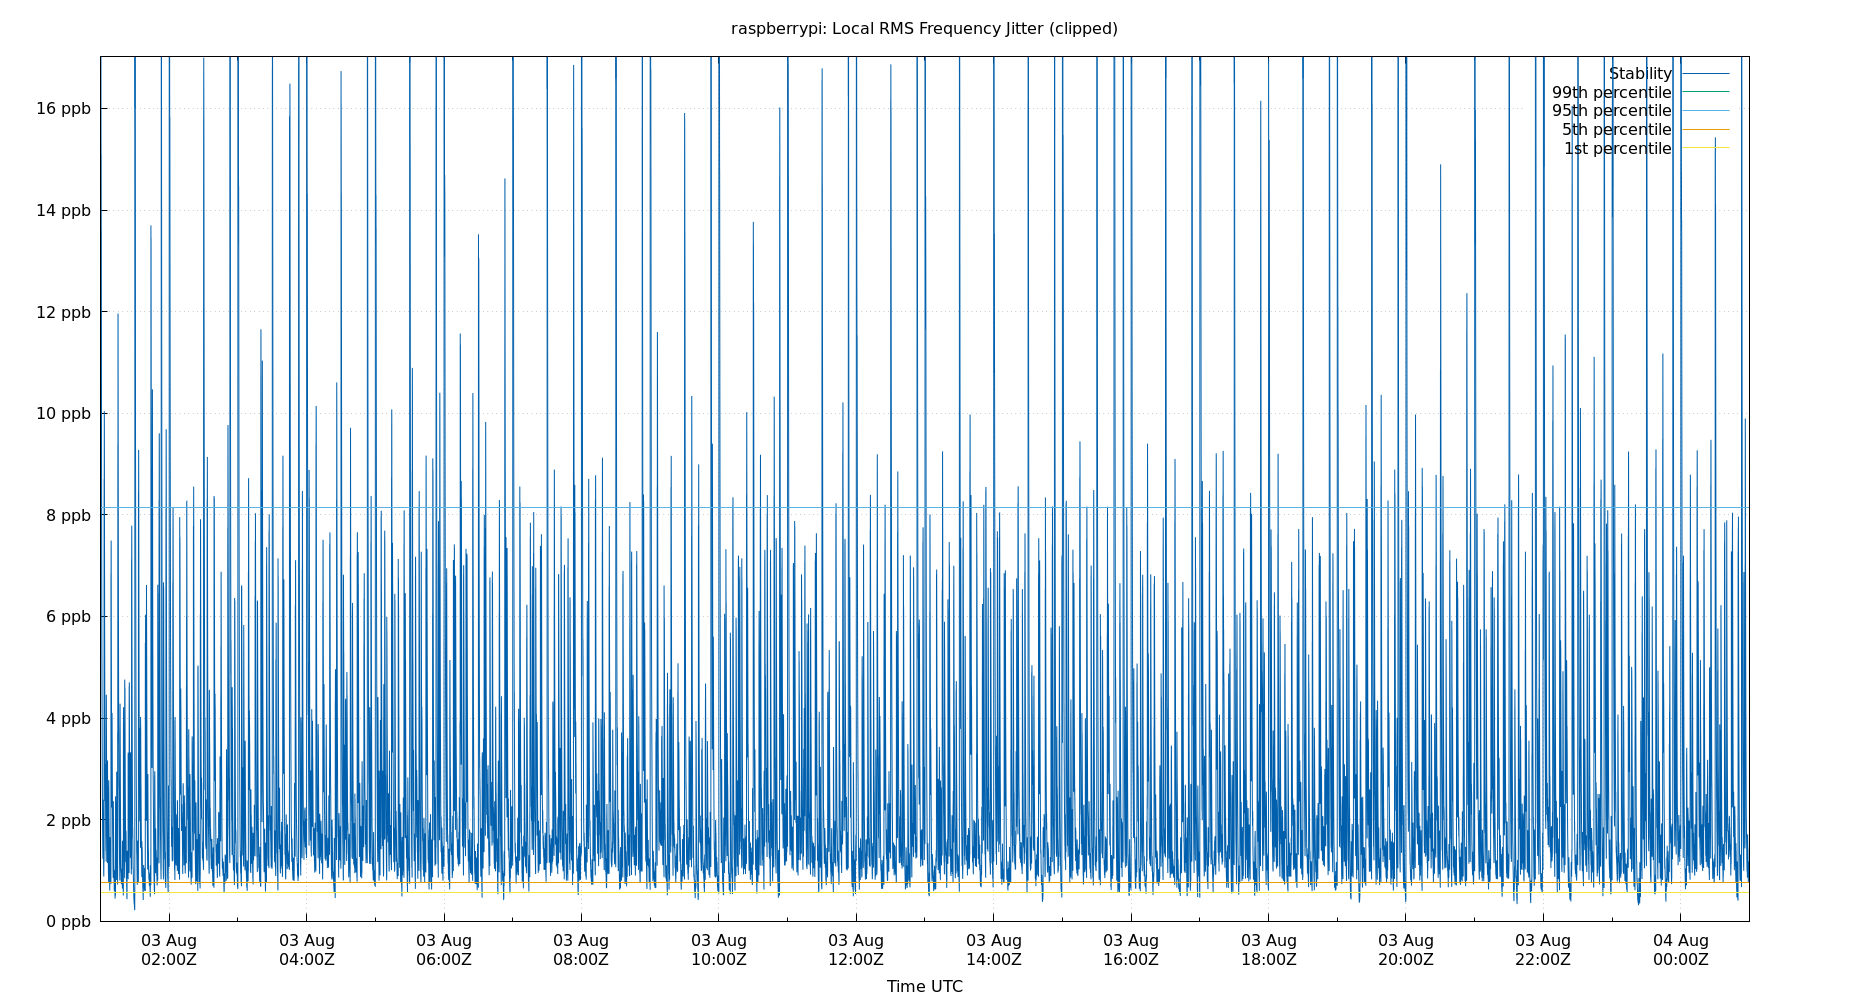 raspberrypi: Local RMS Frequency Jitter (clipped)
Stability
99th percentile
95th percentile
5th percentile
1st percentile
16 ppb
14 ppb
12 ppb
10 ppb
8 ppb
6 ppb
4 ppb
2 ppb
0 ppb
03 Aug 03 Aug 03 Aug 03 Aug 03 Aug 03 Aug 03 Aug 03 Aug 03 Aug 03 Aug 03 Aug 04 Aug
02:00Z 04:00Z 06:00Z 08:00Z 10:00Z 12:00Z 14:00Z 16:00Z 18:00Z 20:00Z 22:00Z 00:00Z
Time UTC